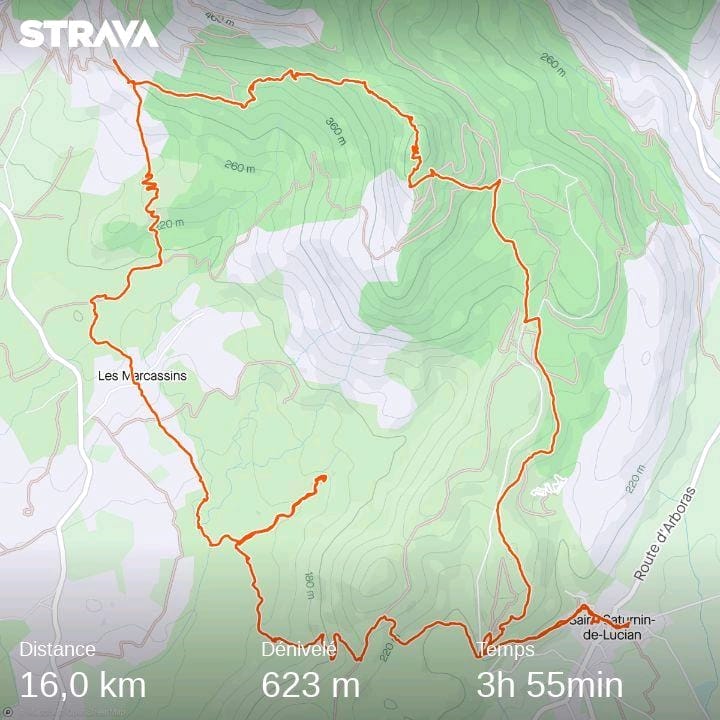 STRAVA
460 m
260 m
360 m
260 m
220 m
Les Marcassins
220 m
Route d'Arboras
180 m
220
Saint-Saturnin-
de-Lucian
Distance
Dénivelé
Temps
16,0 km
623 m
3h 55min